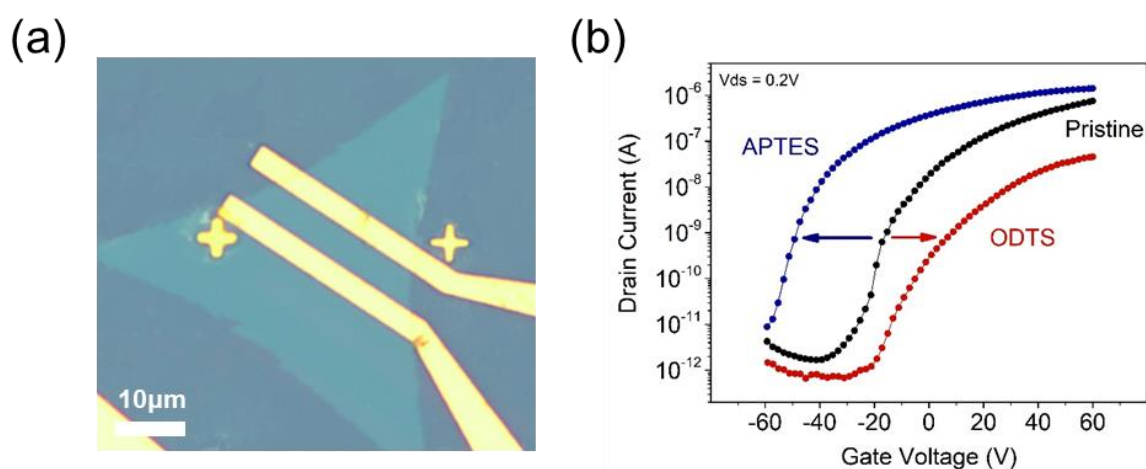 (a)
10μm
(b)
Vds = 0.2V
APTES
Pristine
ODTS
Drain Current (A)
10⁻⁶
10⁻⁷
10⁻⁸
10⁻⁹
10⁻¹⁰
10⁻¹¹
10⁻¹²
-60 -40 -20 0 20 40 60
Gate Voltage (V)